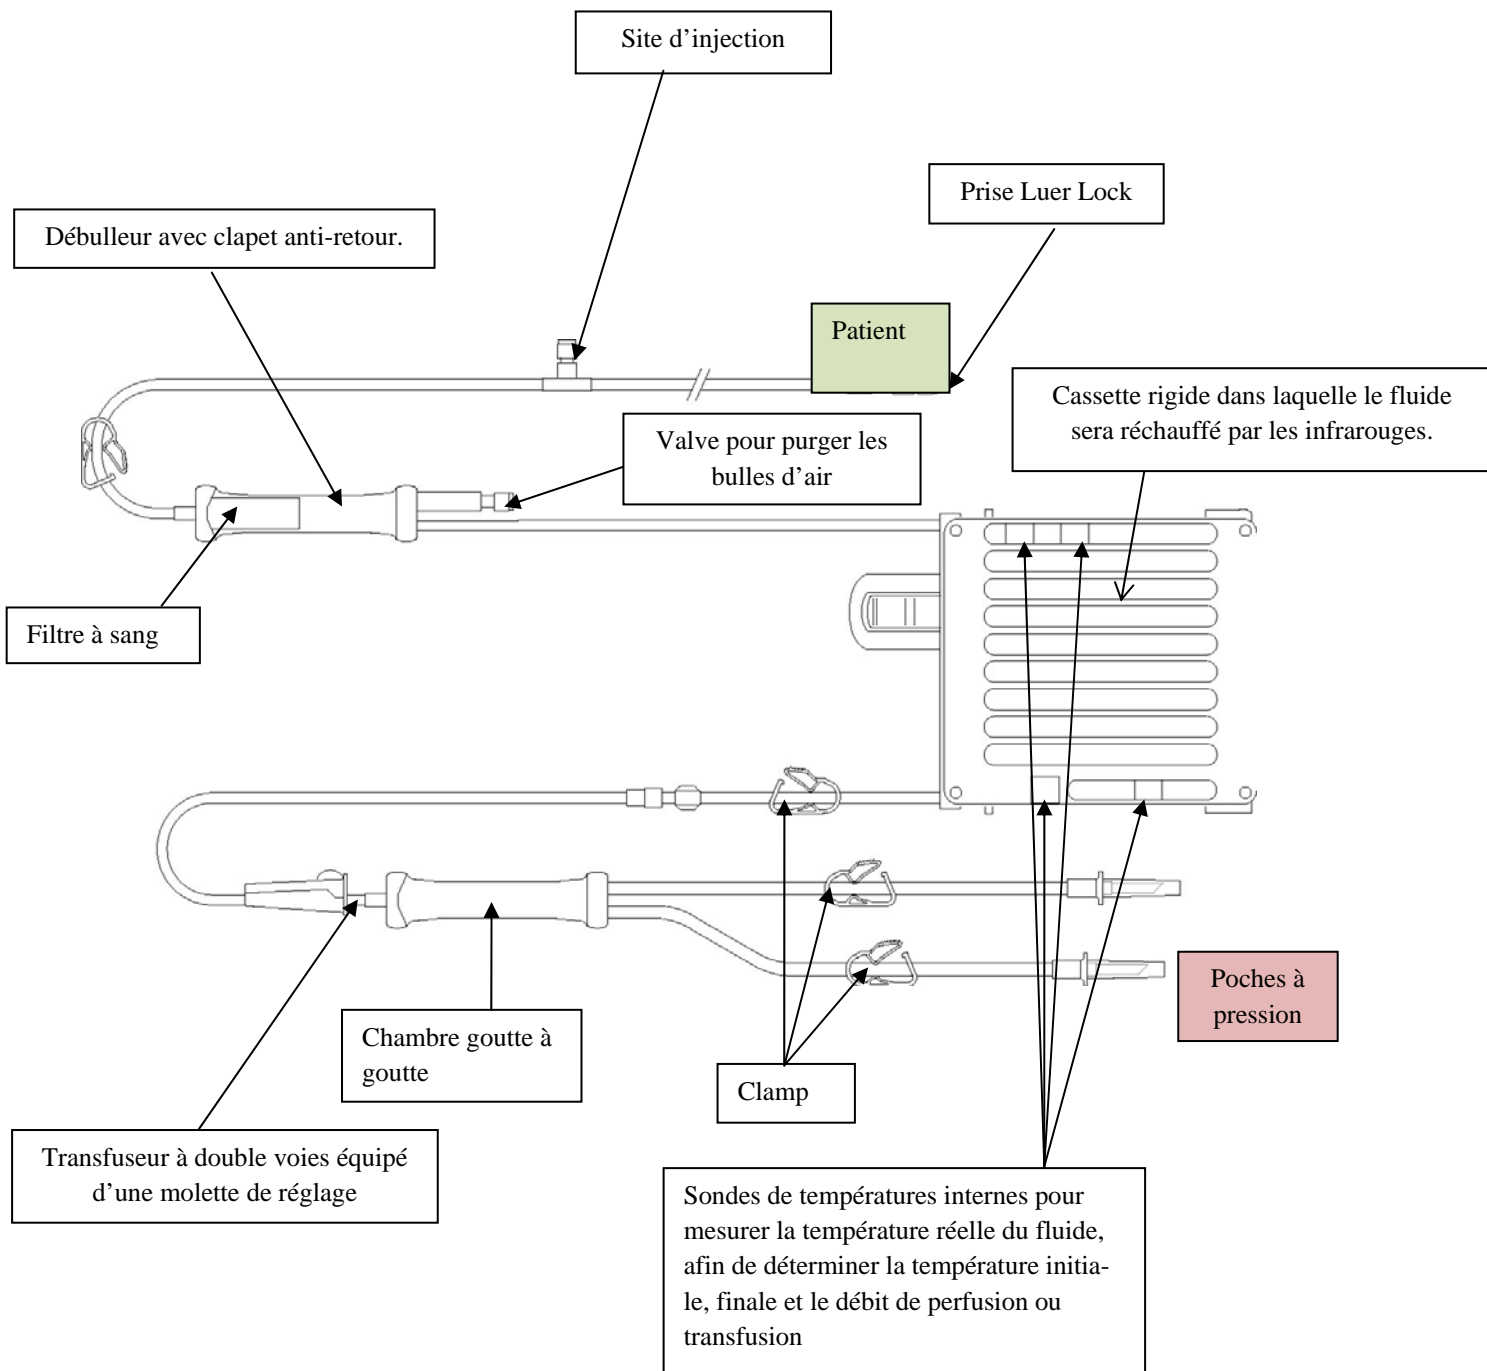 Site d’injection
Prise Luer Lock
Débulleur avec clapet anti-retour.
Patient
Cassette rigide dans laquelle le fluide
sera réchauffé par les infrarouges.
Valve pour purger les
bulles d’air
Filtre à sang
Poches à
pression
Chambre goutte à
goutte
Clamp
Transfuseur à double voies équipé
d’une molette de réglage
Sondes de températures internes pour
mesurer la température réelle du fluide,
afin de déterminer la température initia-
le, finale et le débit de perfusion ou
transfusion